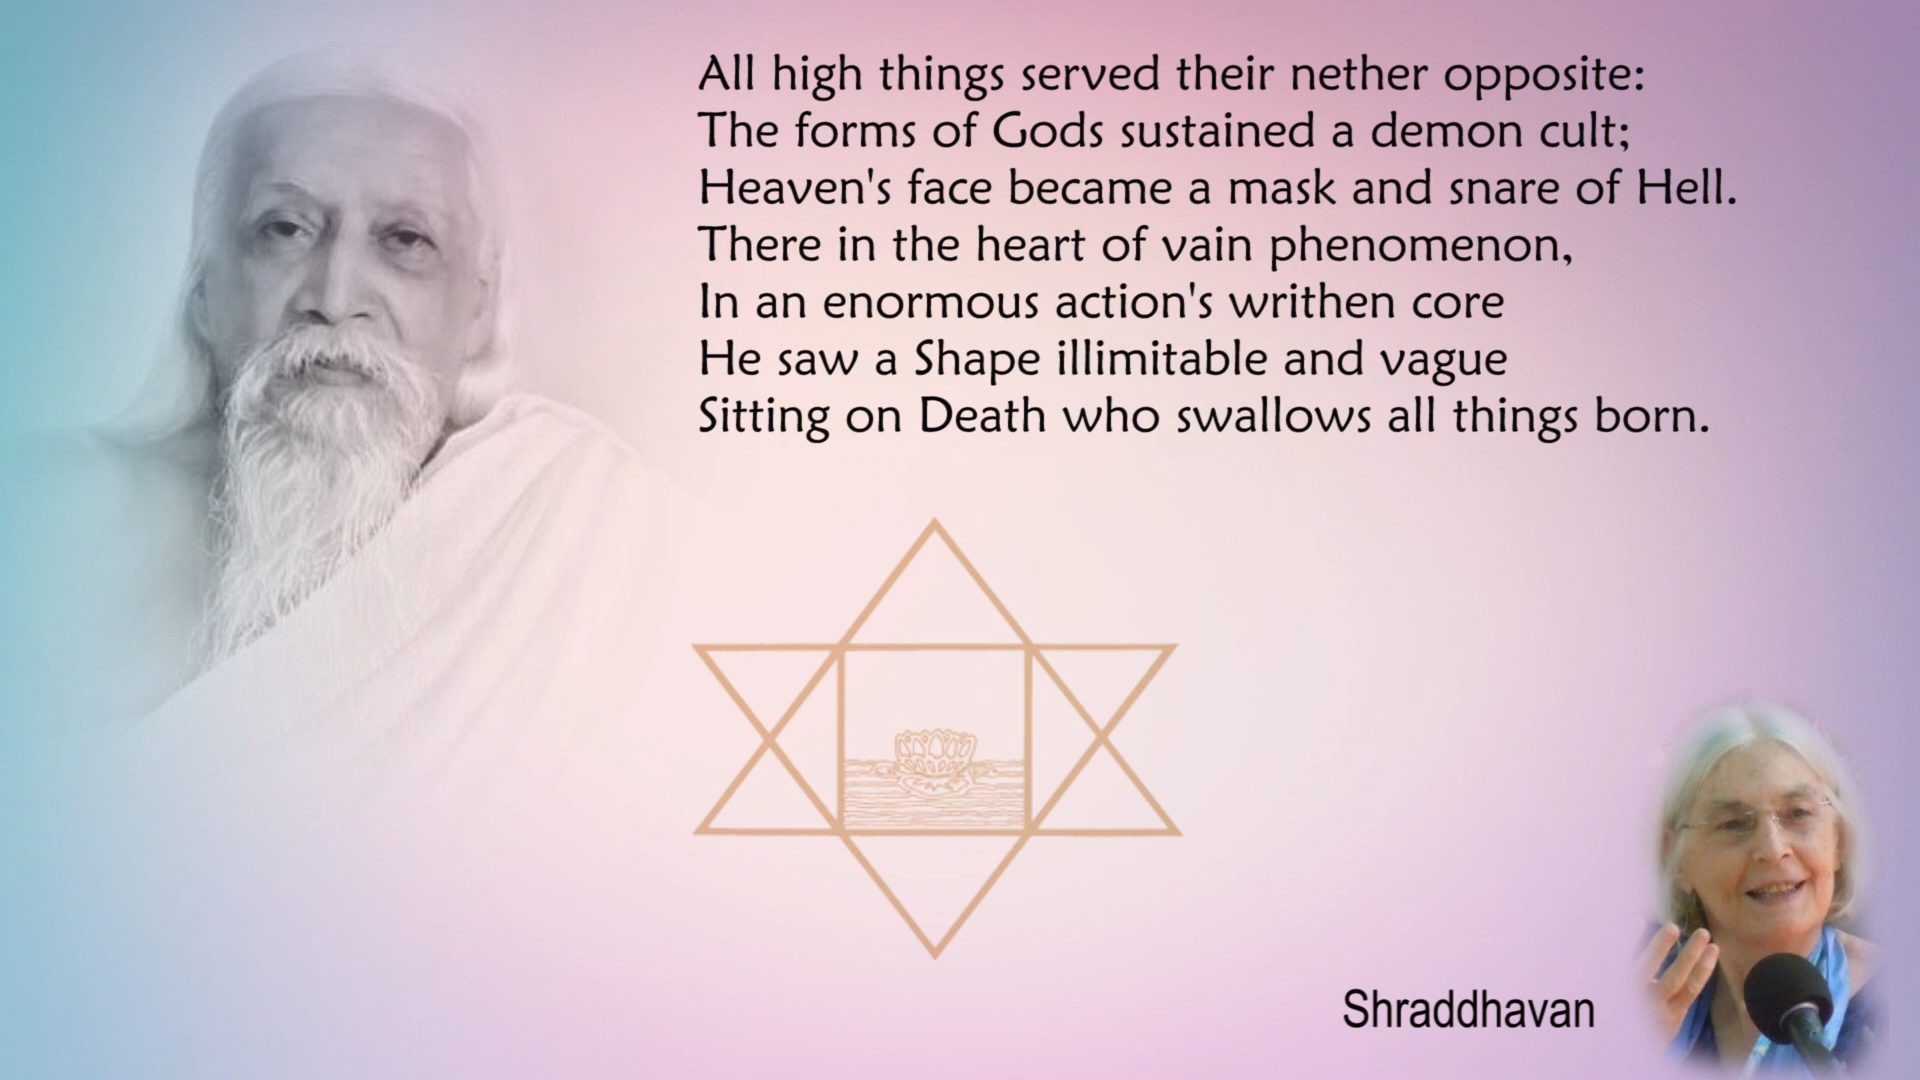 All high things served their nether opposite:
The forms of Gods sustained a demon cult;
Heaven's face became a mask and snare of Hell.
There in the heart of vain phenomenon,
In an enormous action's writhen core
He saw a Shape illimitable and vague
Sitting on Death who swallows all things born.
Shraddhavan